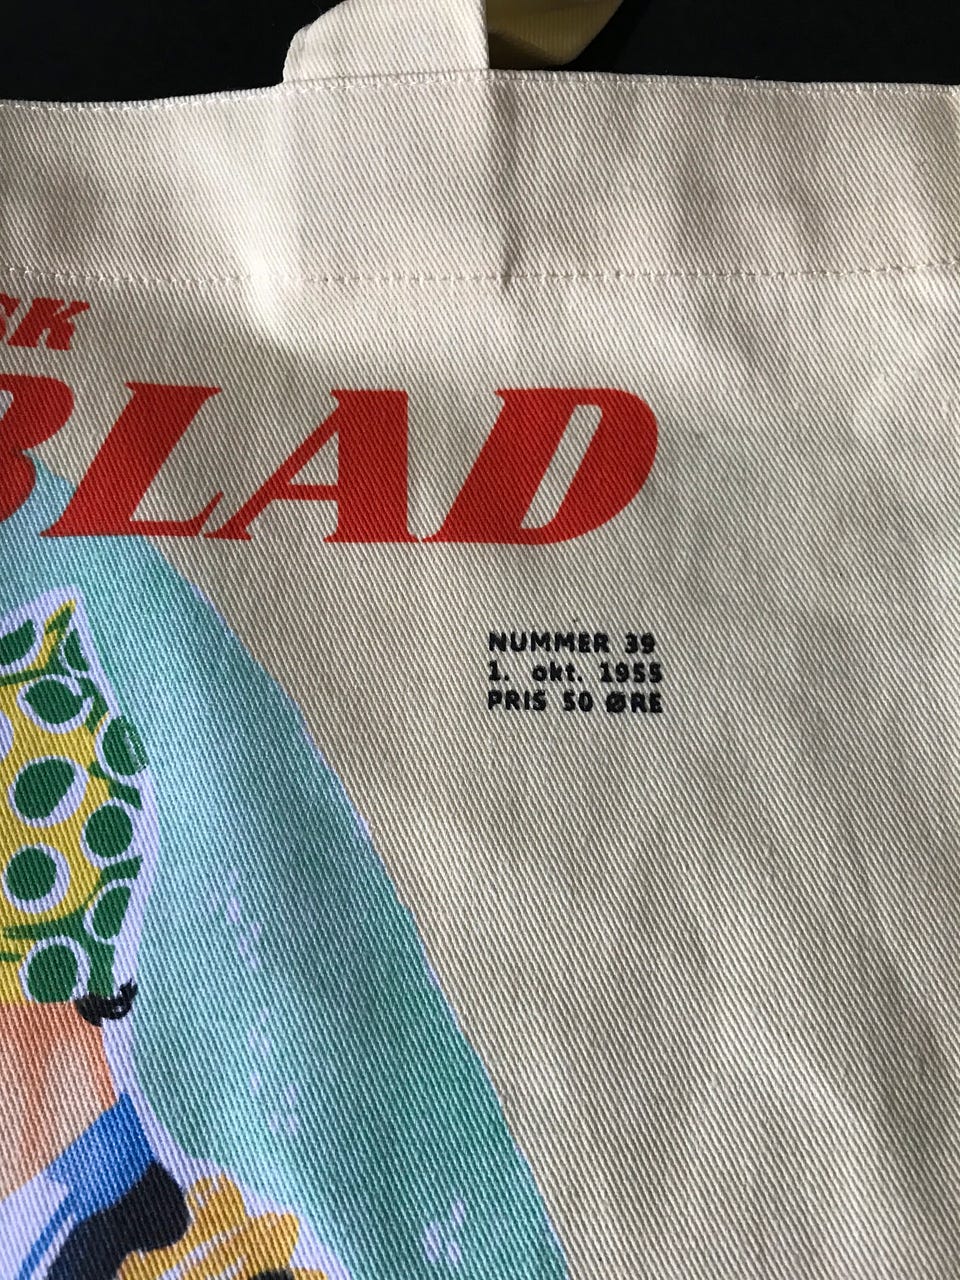 SK
BLAD
NUMMER 39
1. okt. 1955
PRIS 50 ØRE